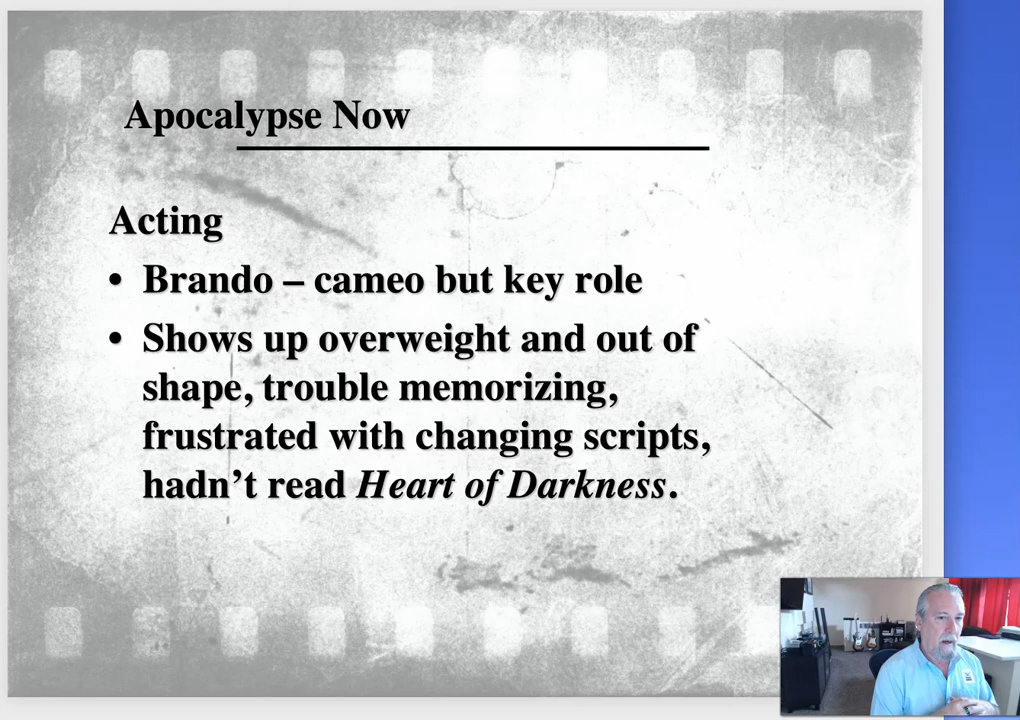 Apocalypse Now
Acting
• Brando – cameo but key role
• Shows up overweight and out of
shape, trouble memorizing,
frustrated with changing scripts,
hadn’t read Heart of Darkness.